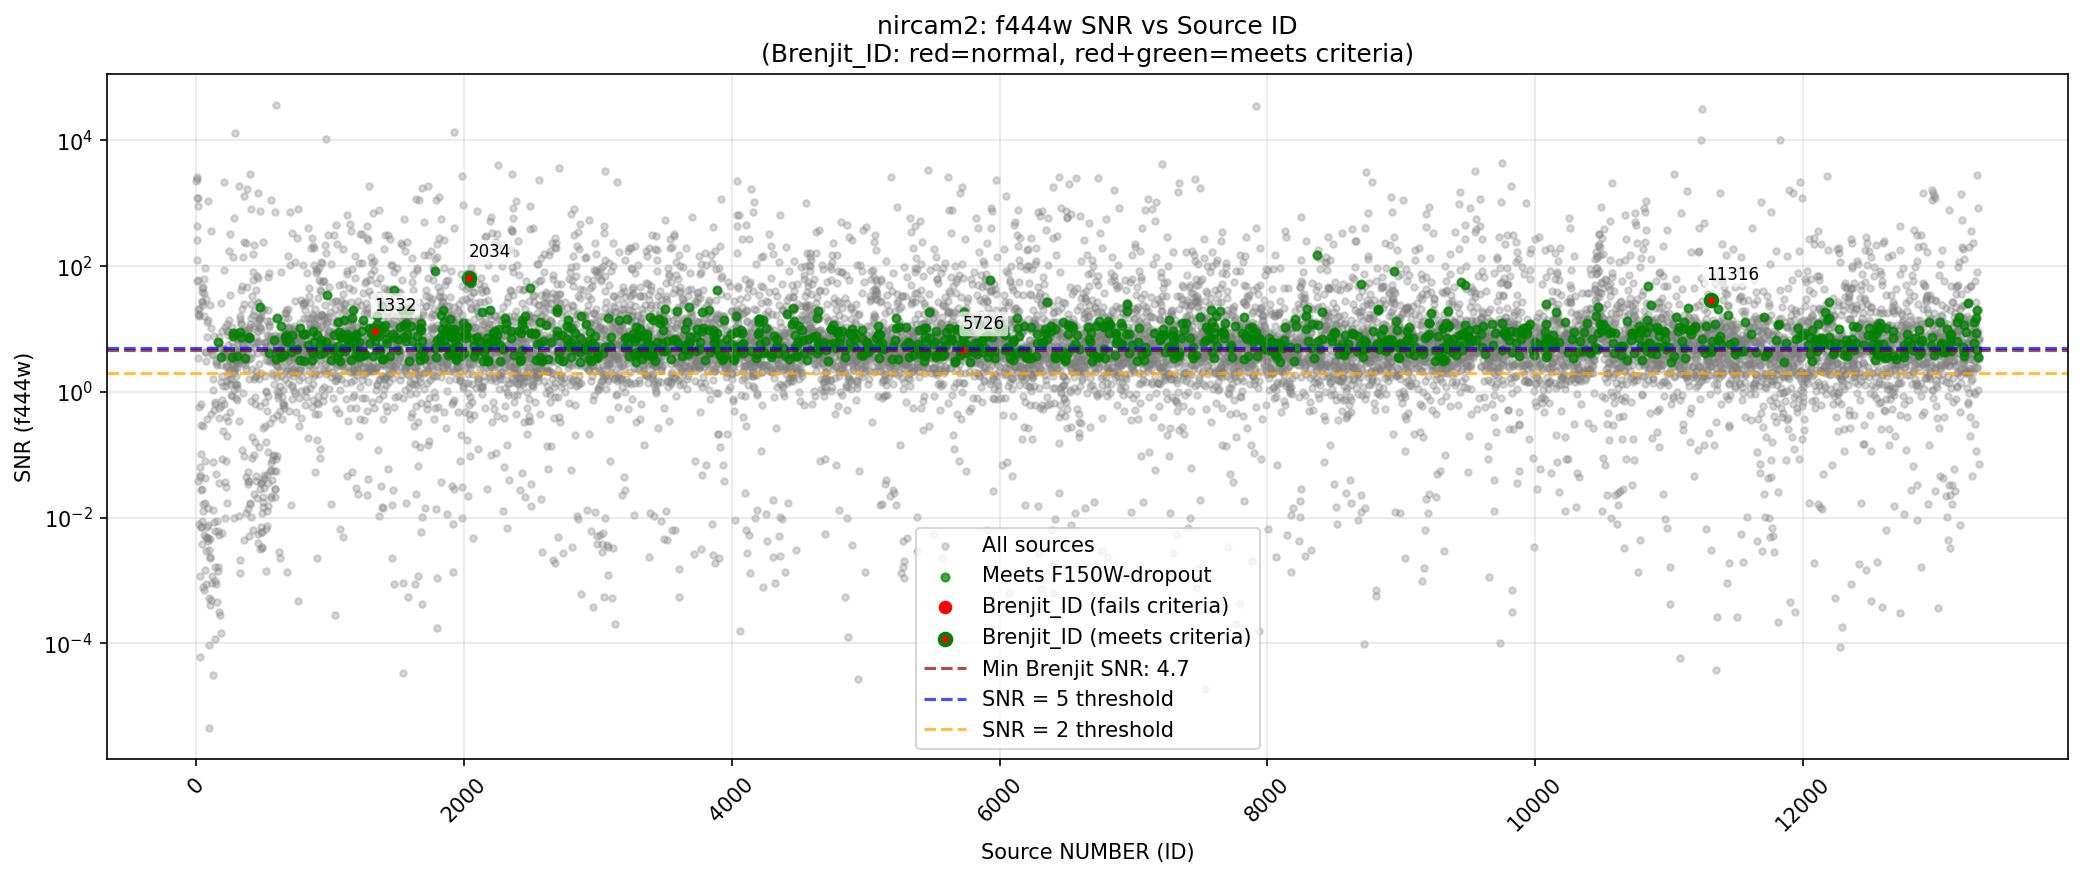 nircam2: f444w SNR vs Source ID
(Brenjit_ID: red=normal, red+green=meets criteria)
SNR (f444w)
10^4
10^2
10^0
10^−2
10^−4
2034
1332
5726
11316
All sources
Meets F150W-dropout
Brenjit_ID (fails criteria)
Brenjit_ID (meets criteria)
Min Brenjit SNR: 4.7
SNR = 5 threshold
SNR = 2 threshold
0
2000
4000
6000
8000
10000
12000
Source NUMBER (ID)